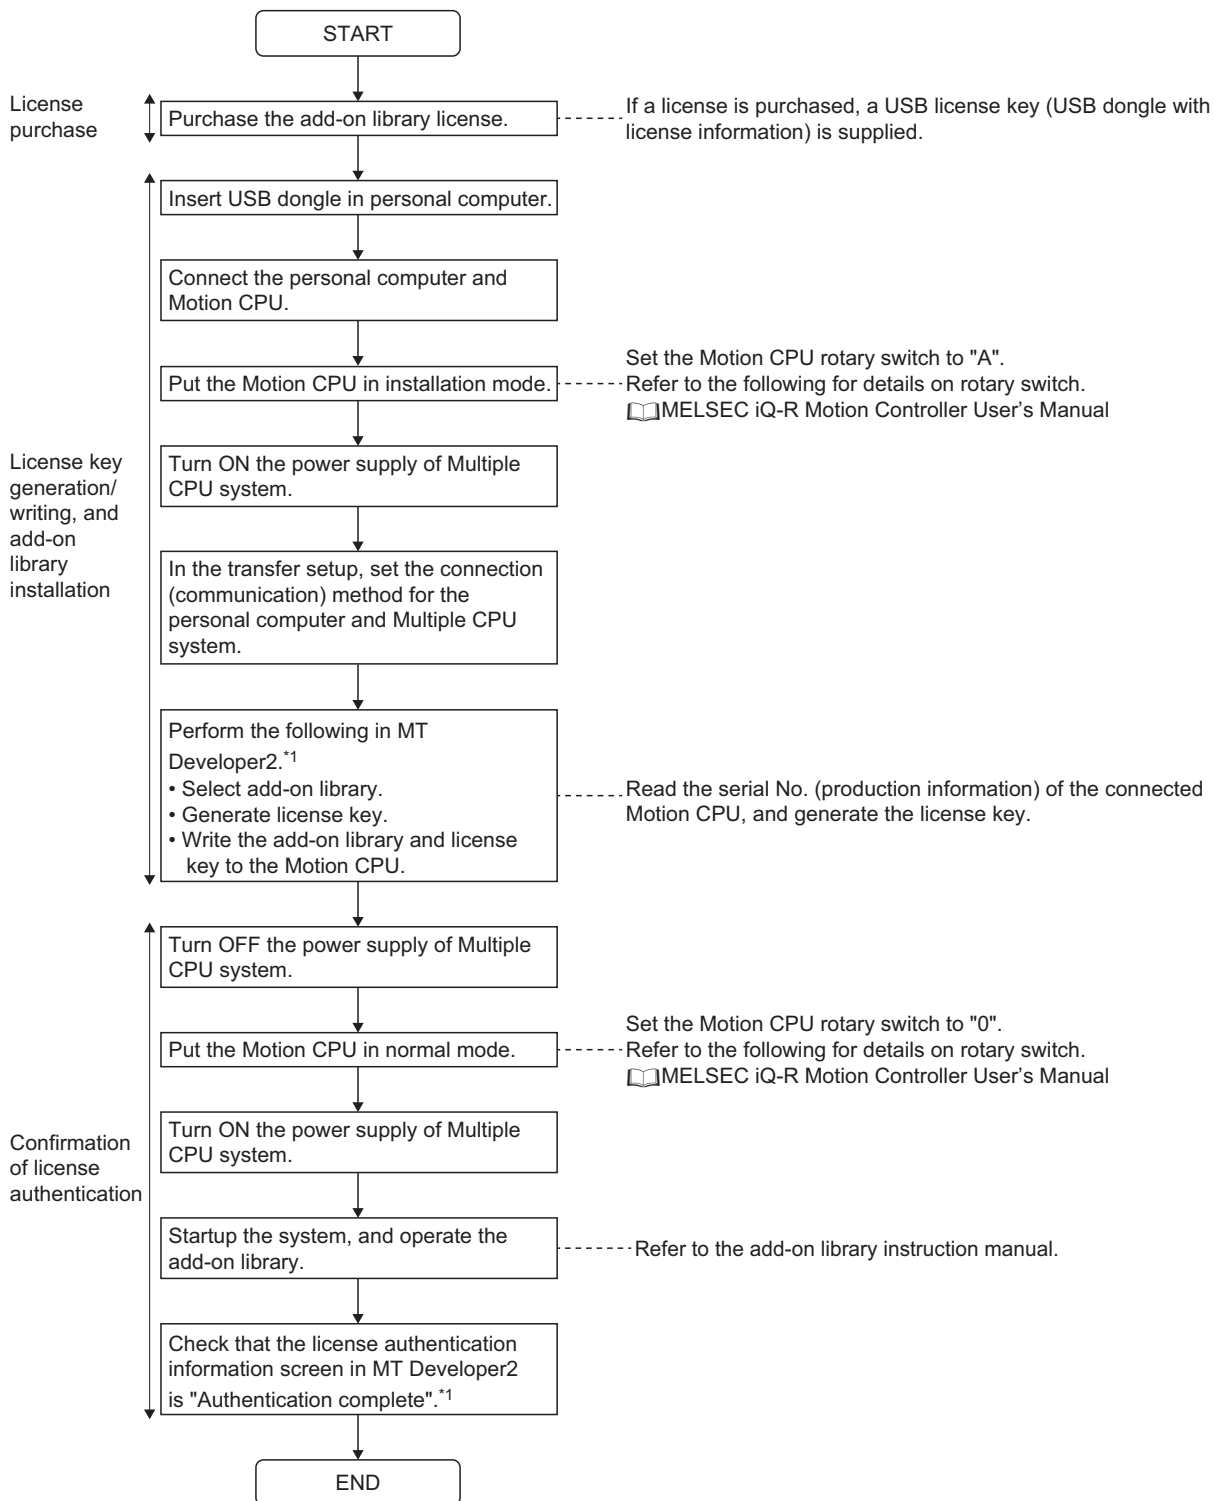 START
License
purchase
Purchase the add-on library license.
If a license is purchased, a USB license key (USB dongle with
license information) is supplied.
Insert USB dongle in personal computer.
Connect the personal computer and
Motion CPU.
Put the Motion CPU in installation mode.
Set the Motion CPU rotary switch to "A".
Refer to the following for details on rotary switch.
MELSEC iQ-R Motion Controller User's Manual
License key
generation/
writing, and
add-on
library
installation
Turn ON the power supply of Multiple
CPU system.
In the transfer setup, set the connection
(communication) method for the
personal computer and Multiple CPU
system.
Perform the following in MT
Developer2.*1
• Select add-on library.
• Generate license key.
• Write the add-on library and license
key to the Motion CPU.
Read the serial No. (production information) of the connected
Motion CPU, and generate the license key.
Turn OFF the power supply of Multiple
CPU system.
Put the Motion CPU in normal mode.
Set the Motion CPU rotary switch to "0".
Refer to the following for details on rotary switch.
MELSEC iQ-R Motion Controller User's Manual
Confirmation
of license
authentication
Turn ON the power supply of Multiple
CPU system.
Startup the system, and operate the
add-on library.
Refer to the add-on library instruction manual.
Check that the license authentication
information screen in MT Developer2
is "Authentication complete".*1
END